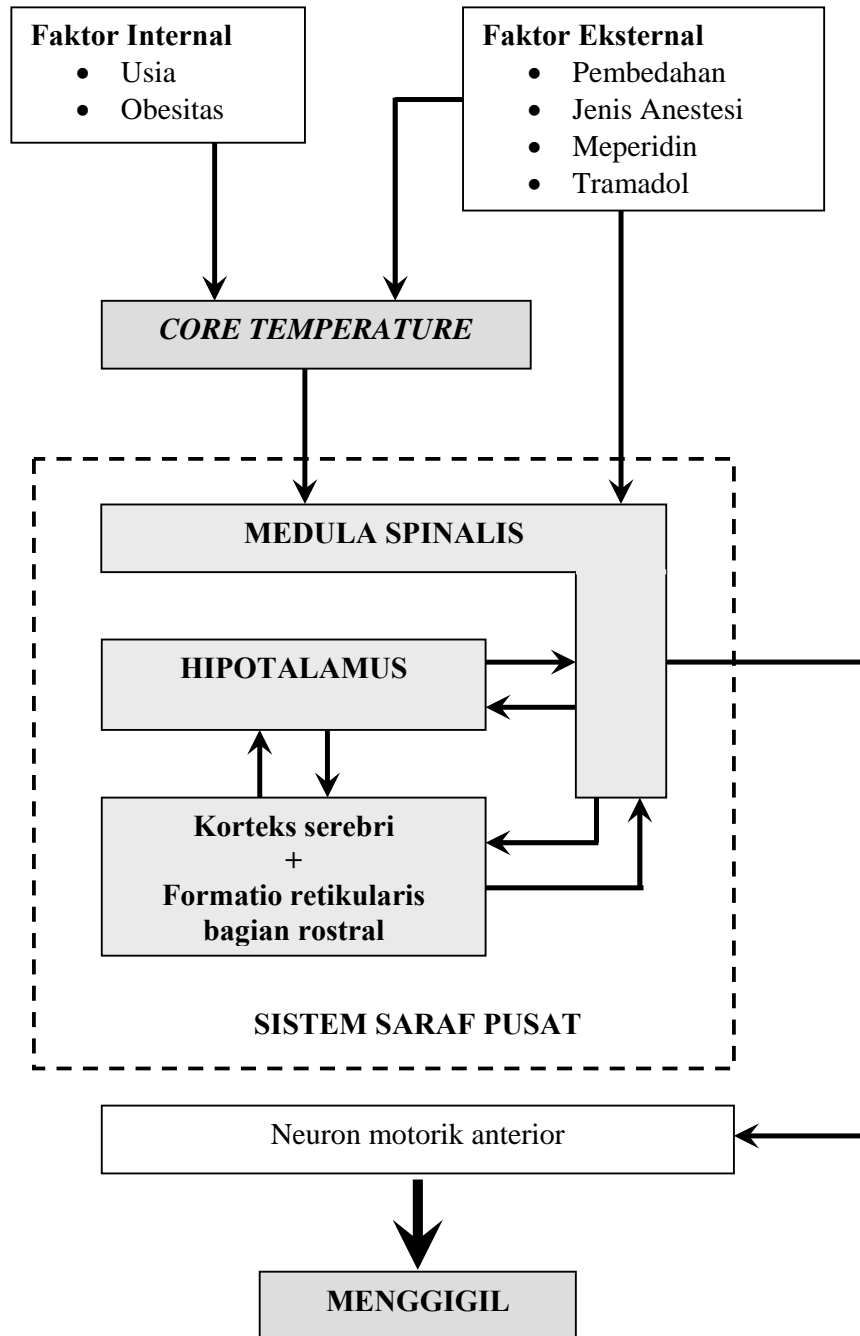 Faktor Internal
• Usia
• Obesitas
Faktor Eksternal
• Pembedahan
• Jenis Anestesi
• Meperidin
• Tramadol
CORE TEMPERATURE
MEDULA SPINALIS
HIPOTALAMUS
Korteks serebri
+
Formatio retikularis
bagian rostral
SISTEM SARAF PUSAT
Neuron motorik anterior
MENGGIGIL